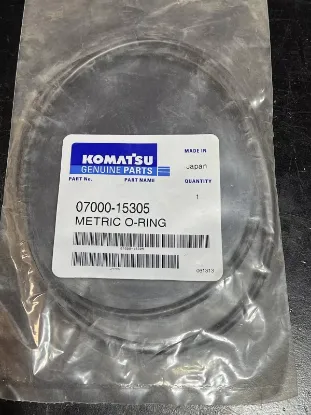 KOMATSU
GENUINE PARTS
MADE IN
Japan
PART No.
PART NAME
QUANTITY
1
07000-15305
METRIC O-RING